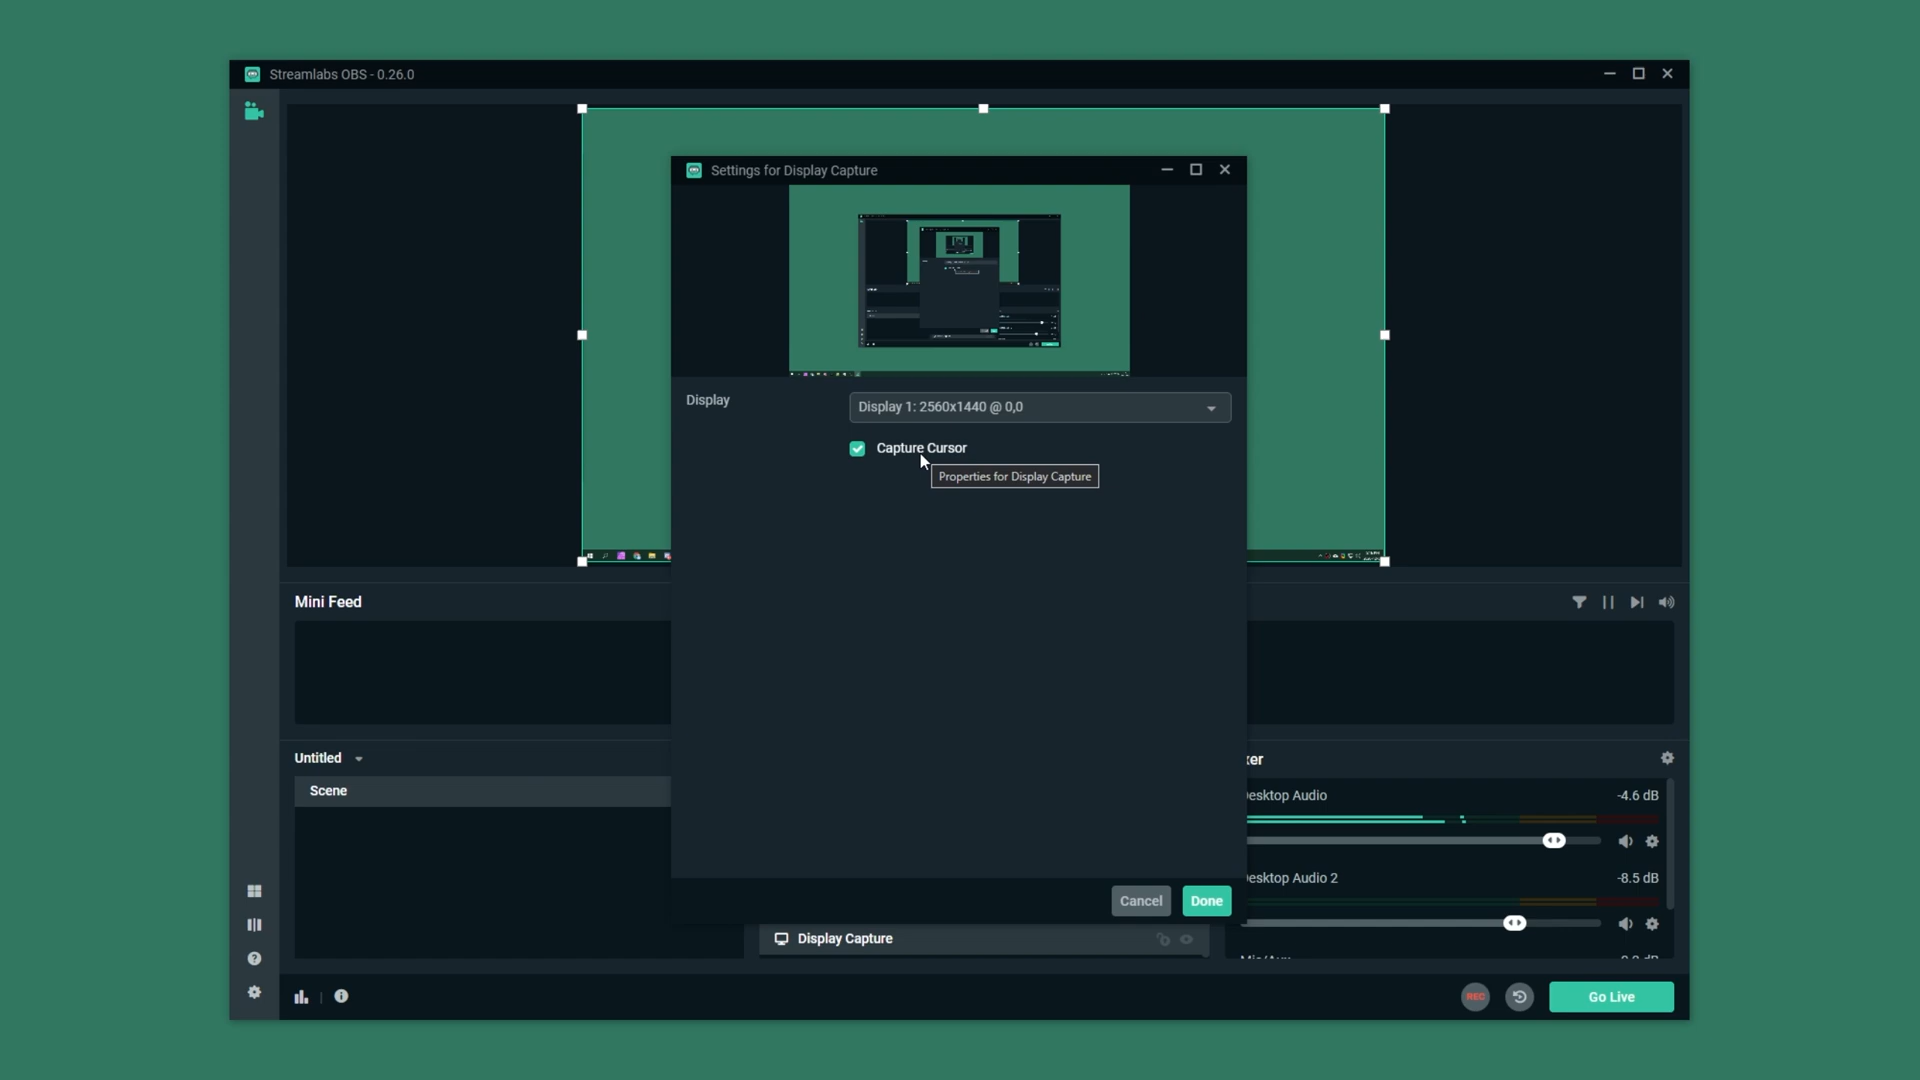 Streamlabs OBS - 0.26.0
Settings for Display Capture
Display
Display 1: 2560x1440 @ 0,0
Capture Cursor
Properties for Display Capture
Mini Feed
Untitled
xer
Scene
esktop Audio
-4.6 dB
esktop Audio 2
-8.5 dB
Cancel
Done
Display Capture
REC
Go Live